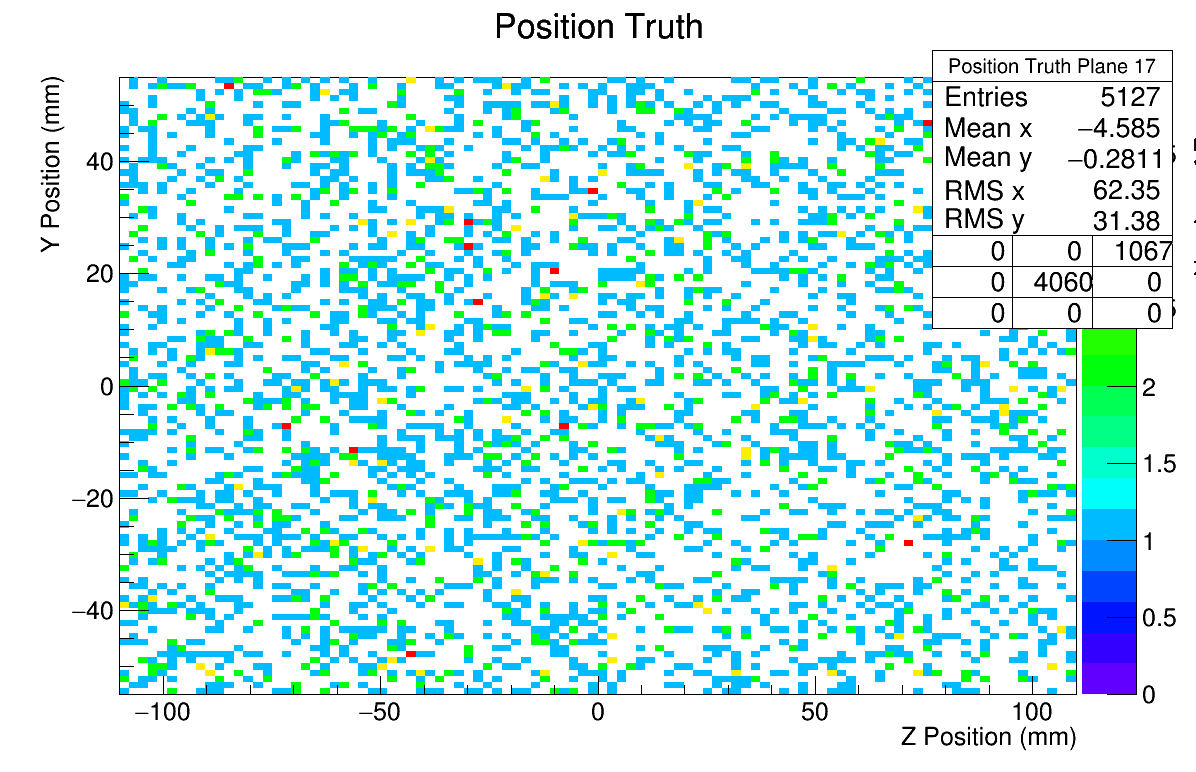 Position Truth
Y Position (mm)
Position Truth Plane 17
Entries 5127
Mean x −4.585
Mean y −0.2811
RMS x 62.35
RMS y 31.38
0 0 1067
0 4060 0
0 0 0
40
20
0
−20
−40
2
1.5
1
0.5
0
−100 −50 0 50 100
Z Position (mm)